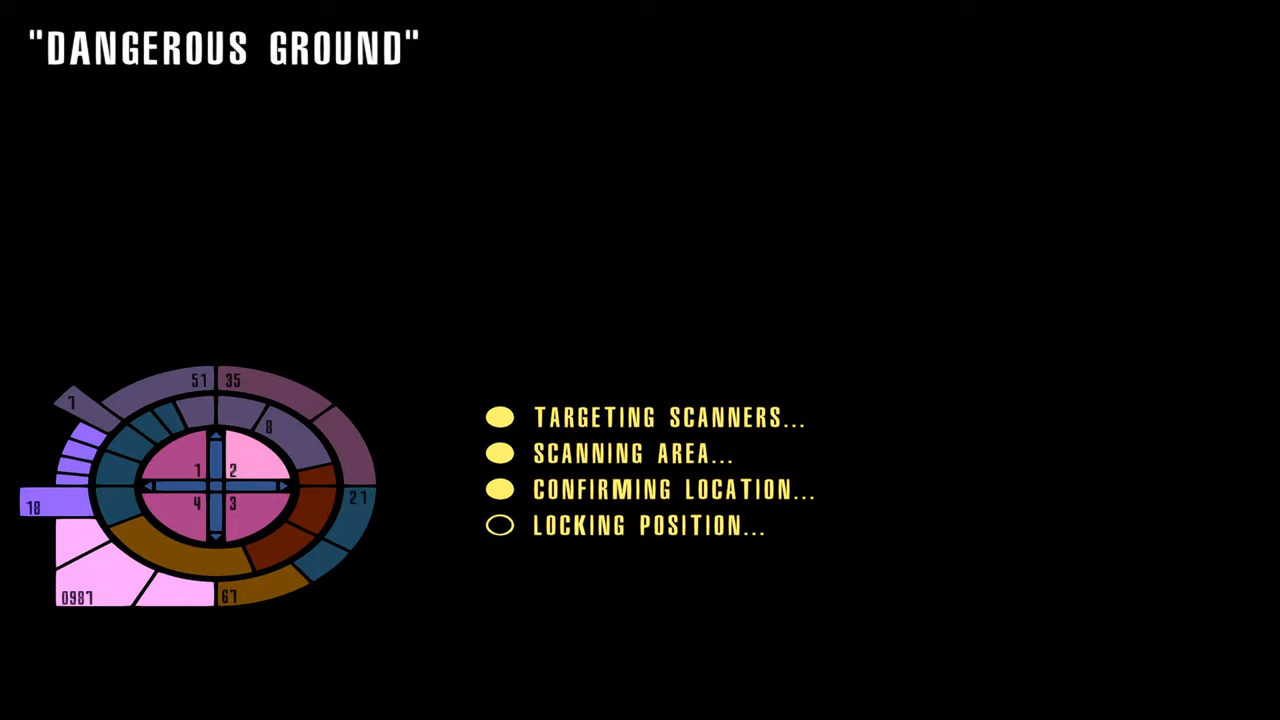 "DANGEROUS GROUND"
51 35
7
8
1 2
4 3
21
18
0987
67
TARGETING SCANNERS...
SCANNING AREA...
CONFIRMING LOCATION...
LOCKING POSITION...